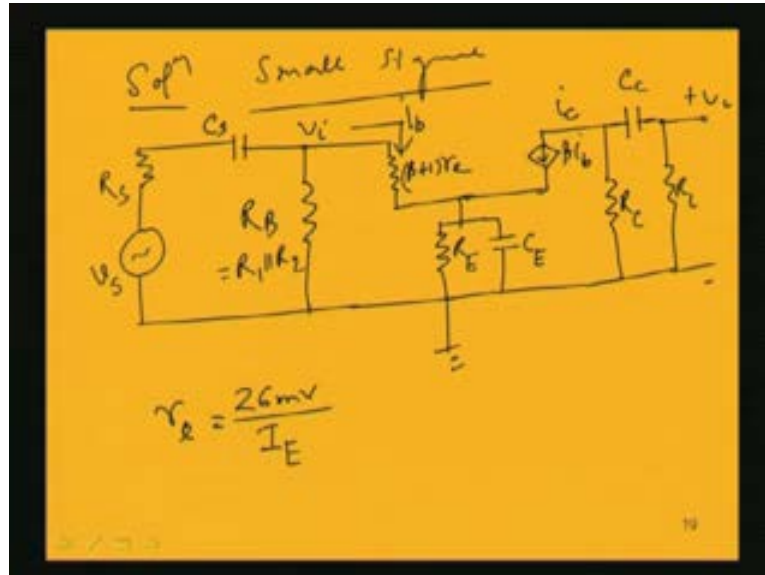 Sol^n Small Signal
Cs Vi Ib ic Cc +Vo
Rs (β+1)re βib
RB RE CE RC RL
=R1||R2
Vs
-
re = 26mV / IE